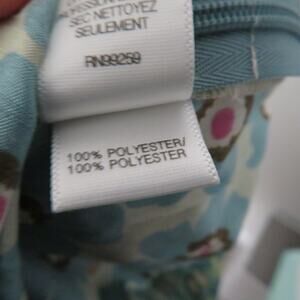 SEC NETTOYEZ
SEULEMENT
RN99259
100% POLYESTER/
100% POLYESTER